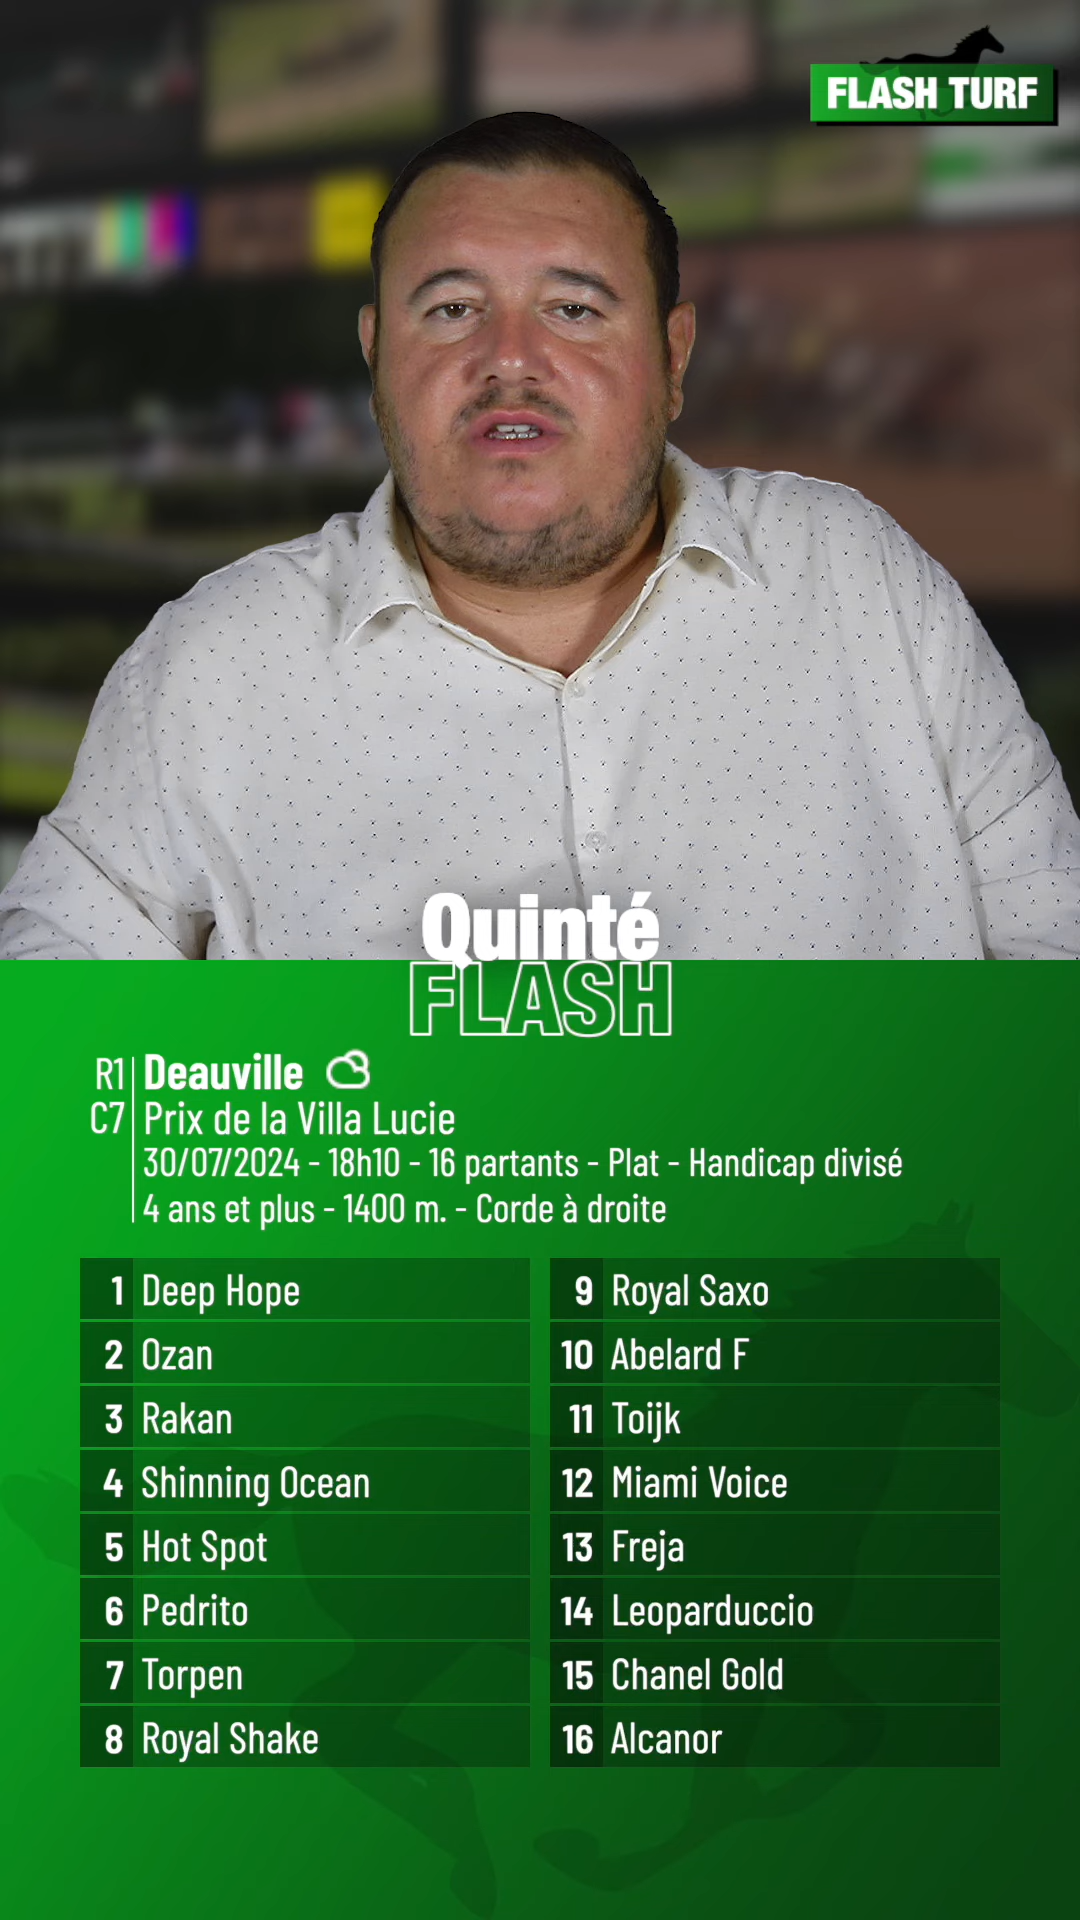 FLASH TURF
Quinté
FLASH
R1 Deauville
C7 Prix de la Villa Lucie
30/07/2024 - 18h10 - 16 partants - Plat - Handicap divisé
4 ans et plus - 1400 m. - Corde à droite
1 Deep Hope
2 Ozan
3 Rakan
4 Shinning Ocean
5 Hot Spot
6 Pedrito
7 Torpen
8 Royal Shake
9 Royal Saxo
10 Abelard F
11 Toijk
12 Miami Voice
13 Freja
14 Leoparduccio
15 Chanel Gold
16 Alcanor